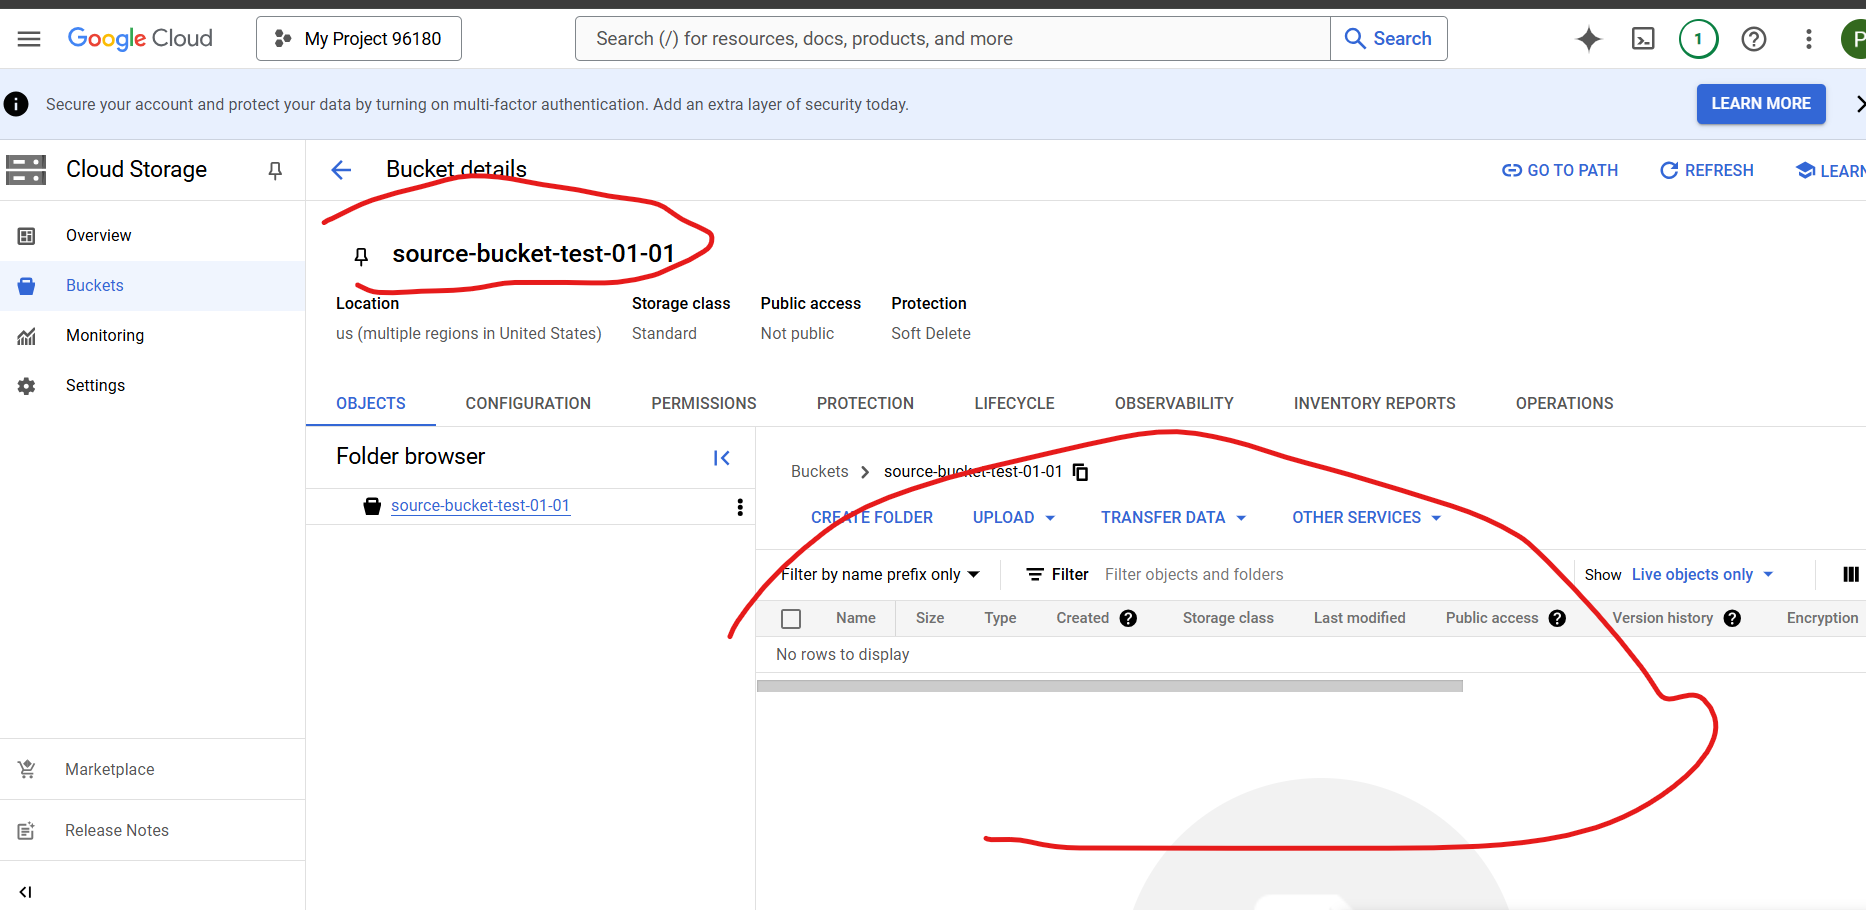 Google Cloud My Project 96180 Search (/) for resources, docs, products, and more Search 1 P
Secure your account and protect your data by turning on multi-factor authentication. Add an extra layer of security today. LEARN MORE
Cloud Storage
Overview
Buckets
Monitoring
Settings
Marketplace
Release Notes
Bucket details GO TO PATH REFRESH LEARN
source-bucket-test-01-01
Location Storage class Public access Protection
us (multiple regions in United States) Standard Not public Soft Delete
OBJECTS CONFIGURATION PERMISSIONS PROTECTION LIFECYCLE OBSERVABILITY INVENTORY REPORTS OPERATIONS
Folder browser
source-bucket-test-01-01
Buckets > source-bucket-test-01-01
CREATE FOLDER UPLOAD TRANSFER DATA OTHER SERVICES
Filter by name prefix only Filter Filter objects and folders Show Live objects only
Name Size Type Created Storage class Last modified Public access Version history Encryption
No rows to display